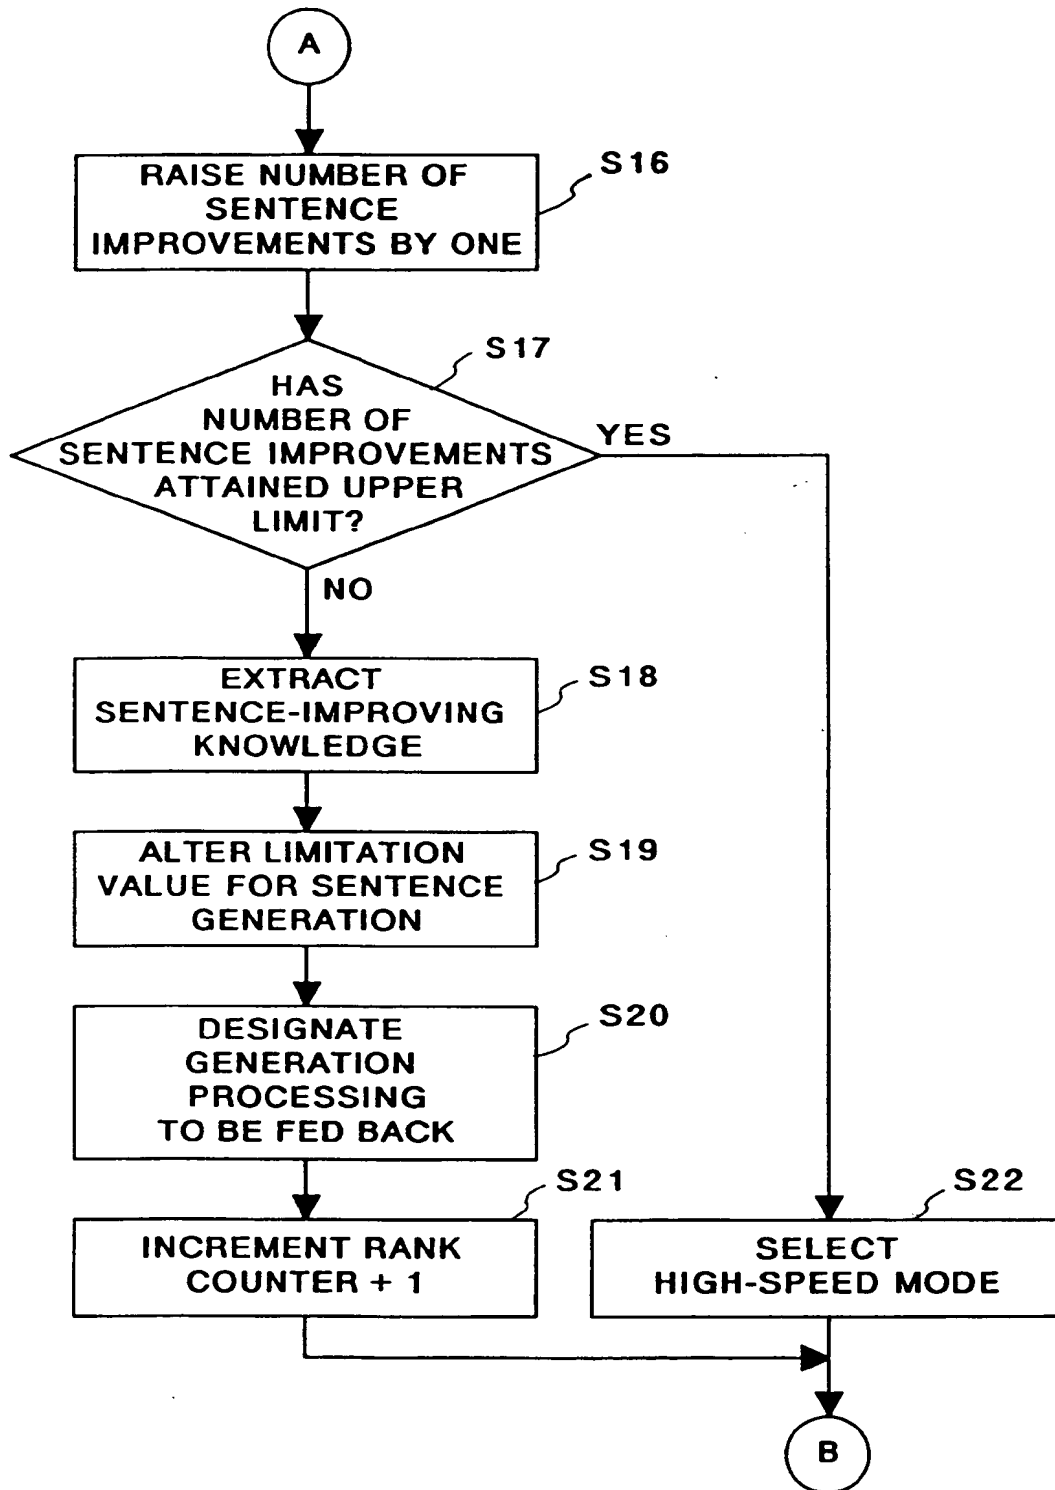 A
RAISE NUMBER OF
SENTENCE
IMPROVEMENTS BY ONE
S16
S17
HAS
NUMBER OF
SENTENCE IMPROVEMENTS
ATTAINED UPPER
LIMIT?
YES
NO
EXTRACT
SENTENCE-IMPROVING
KNOWLEDGE
S18
ALTER LIMITATION
VALUE FOR SENTENCE
GENERATION
S19
DESIGNATE
GENERATION
PROCESSING
TO BE FED BACK
S20
S21
INCREMENT RANK
COUNTER + 1
S22
SELECT
HIGH-SPEED MODE
B